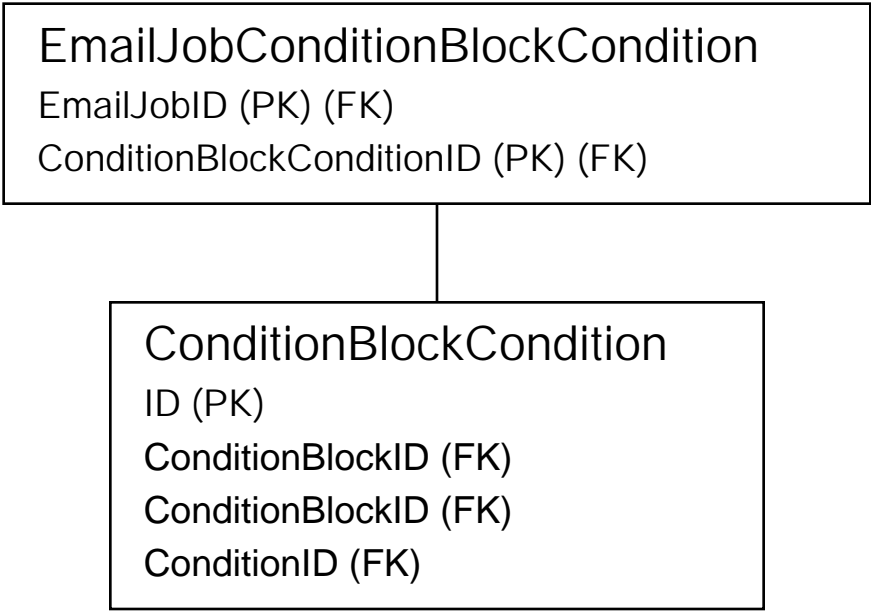 EmailJobConditionBlockCondition
EmailJobID (PK) (FK)
ConditionBlockConditionID (PK) (FK)
ConditionBlockCondition
ID (PK)
ConditionBlockID (FK)
ConditionBlockID (FK)
ConditionID (FK)